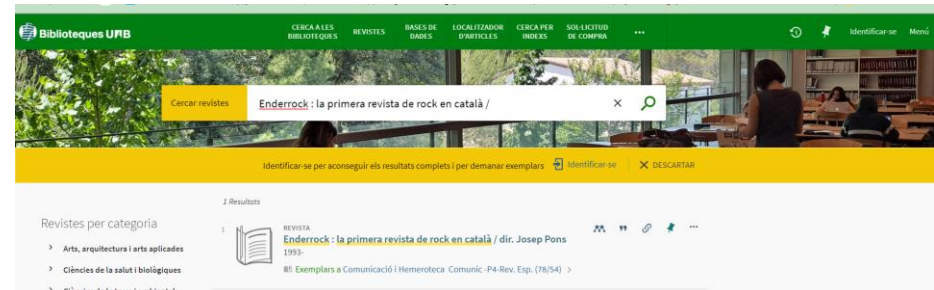 Biblioteques UAB
CERCA A LES
BIBLIOTEQUES
REVISTES
BASES DE
DADES
LOCALITZADOR
D'ARTICLES
CERCA PER
INDEXS
SOL·LICITUD
DE COMPRA
...
Identificar-se
Menú
Cercar revistes
Enderrock : la primera revista de rock en català /
Identificar-se per aconseguir els resultats complets i per demanar exemplars
Identificar-se
DESCARTAR
1 Resultats
Revistes per categoria
Arts, arquitectura i arts aplicades
Ciències de la salut i biològiques
1
REVISTA
Enderrock : la primera revista de rock en català / dir. Josep Pons
1993-
Exemplars a Comunicació i Hemeroteca Comunic -P4-Rev. Esp. (78/54)